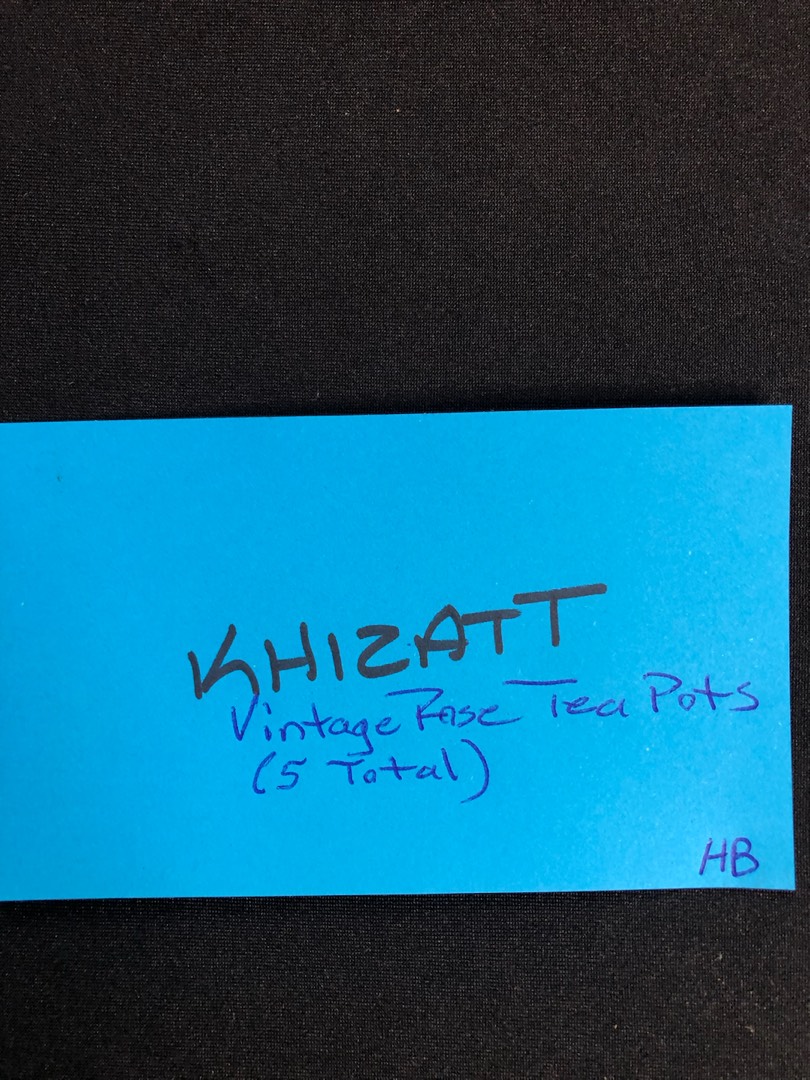 KHIZATT
Vintage Rose Tea Pots
(5 Total)
HB